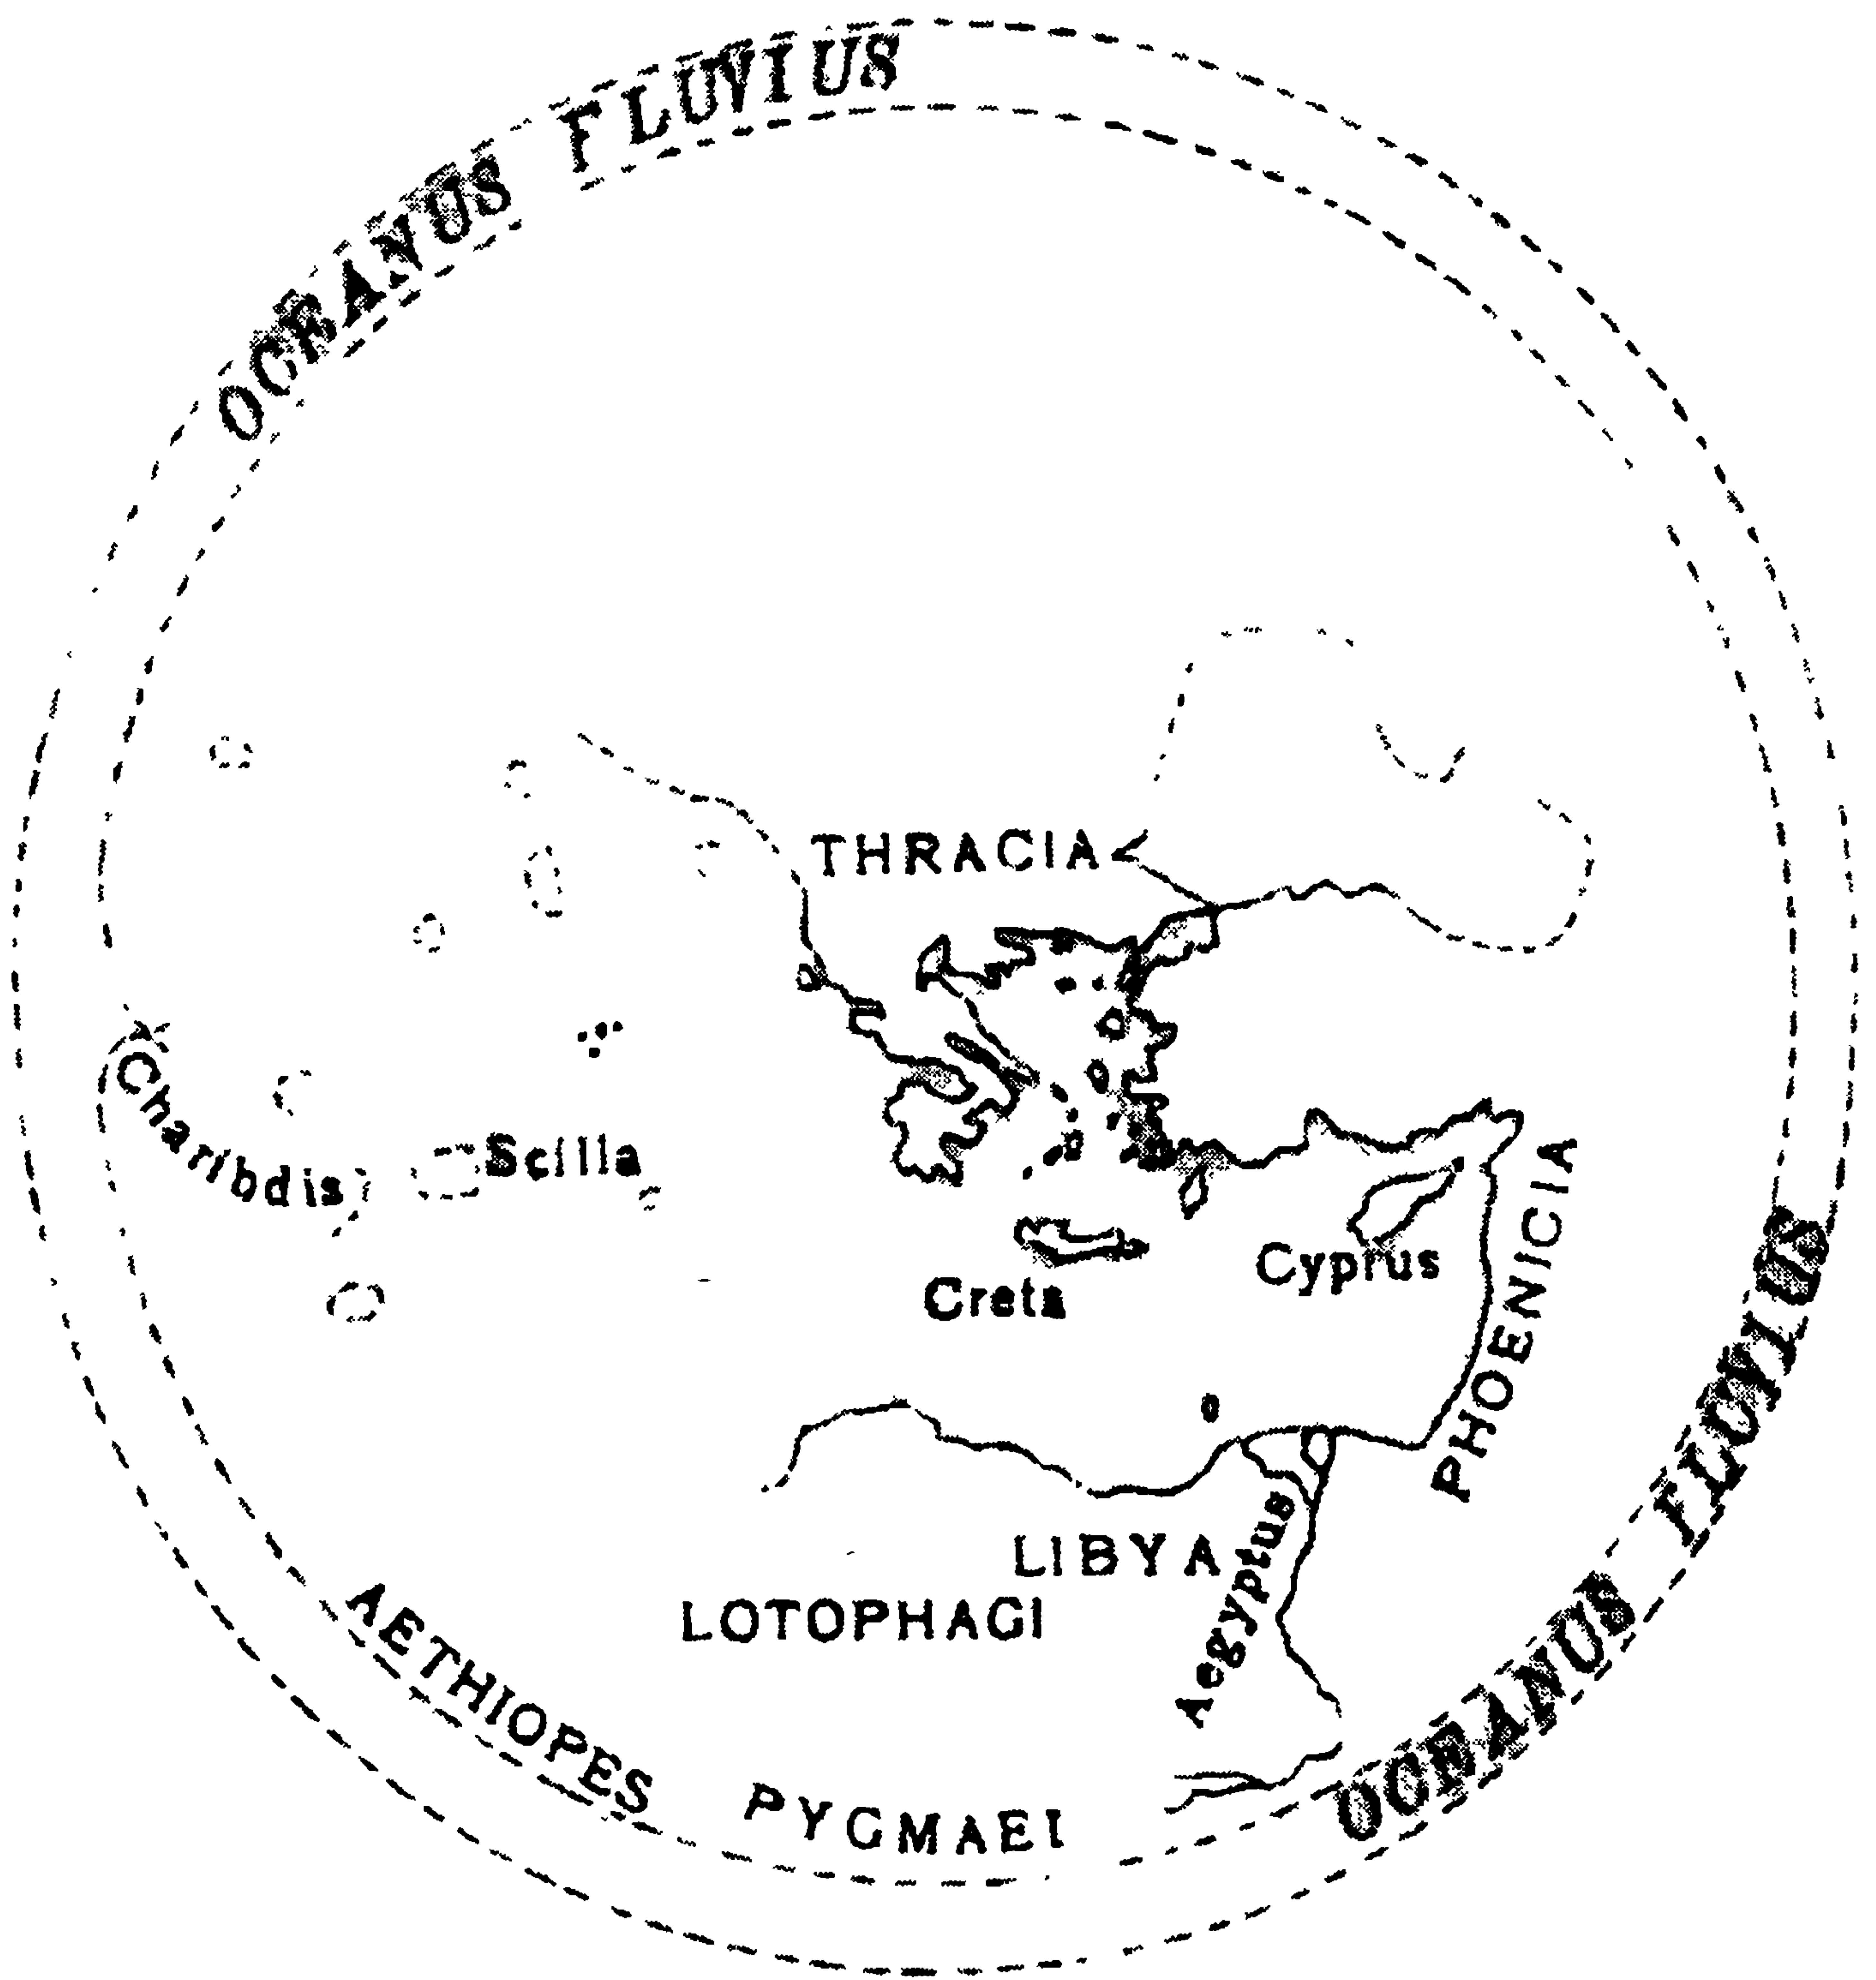 OCEANUS FLUVIUS
THRACIA
Charibdis
Scilla
Creta
Cyprus
PHOENICIA
OCEANUS FLUVIUS
LIBYA
Aegyptus
LOTOPHAGI
AETHIOPES
PYGMAEI